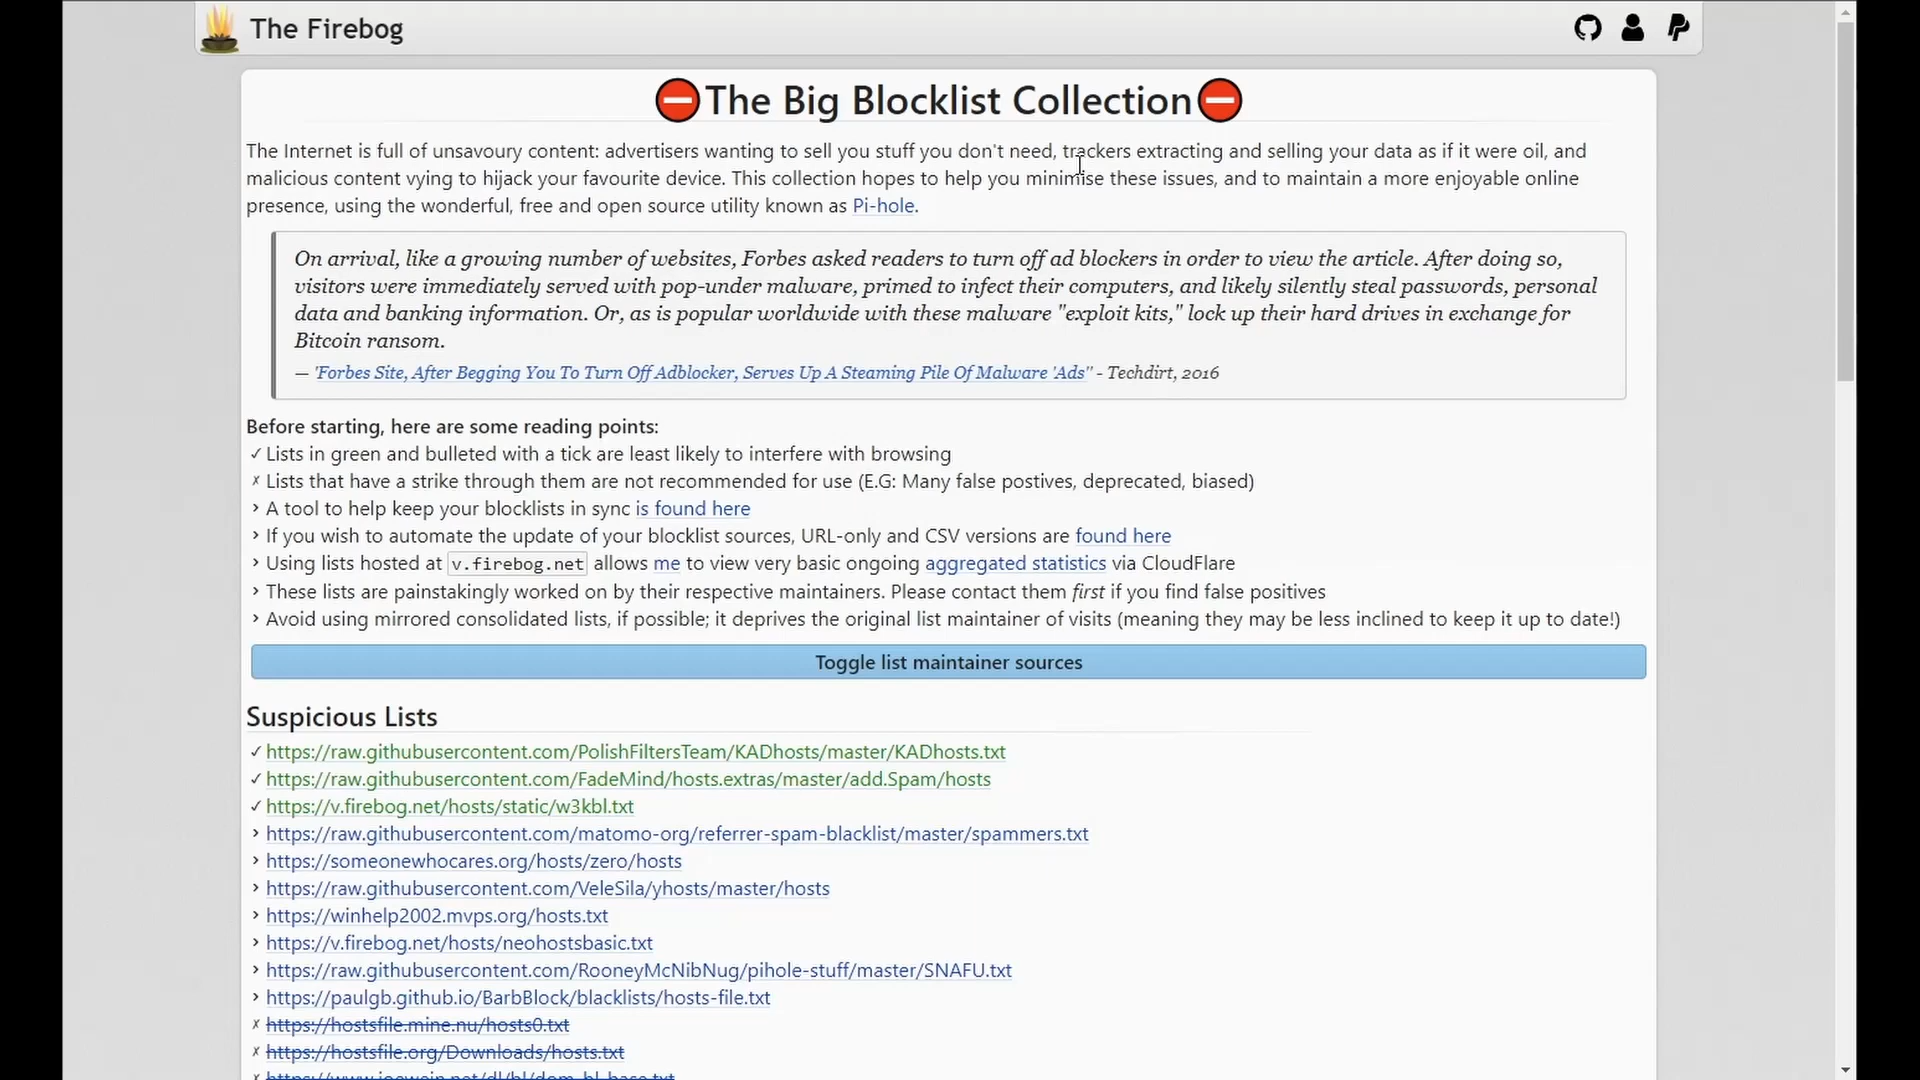 The Firebog
The Big Blocklist Collection
The Internet is full of unsavoury content: advertisers wanting to sell you stuff you don't need, trackers extracting and selling your data as if it were oil, and
malicious content vying to hijack your favourite device. This collection hopes to help you minimise these issues, and to maintain a more enjoyable online
presence, using the wonderful, free and open source utility known as Pi-hole.
On arrival, like a growing number of websites, Forbes asked readers to turn off ad blockers in order to view the article. After doing so,
visitors were immediately served with pop-under malware, primed to infect their computers, and likely silently steal passwords, personal
data and banking information. Or, as is popular worldwide with these malware "exploit kits," lock up their hard drives in exchange for
Bitcoin ransom.
— 'Forbes Site, After Begging You To Turn Off Adblocker, Serves Up A Steaming Pile Of Malware 'Ads'' - Techdirt, 2016
Before starting, here are some reading points:
✓ Lists in green and bulleted with a tick are least likely to interfere with browsing
✗ Lists that have a strike through them are not recommended for use (E.G: Many false postives, deprecated, biased)
› A tool to help keep your blocklists in sync is found here
› If you wish to automate the update of your blocklist sources, URL-only and CSV versions are found here
› Using lists hosted at v.firebog.net allows me to view very basic ongoing aggregated statistics via CloudFlare
› These lists are painstakingly worked on by their respective maintainers. Please contact them first if you find false positives
› Avoid using mirrored consolidated lists, if possible; it deprives the original list maintainer of visits (meaning they may be less inclined to keep it up to date!)
Toggle list maintainer sources
Suspicious Lists
✓ https://raw.githubusercontent.com/PolishFiltersTeam/KADhosts/master/KADhosts.txt
✓ https://raw.githubusercontent.com/FadeMind/hosts.extras/master/add.Spam/hosts
✓ https://v.firebog.net/hosts/static/w3kbl.txt
› https://raw.githubusercontent.com/matomo-org/referrer-spam-blacklist/master/spammers.txt
› https://someonewhocares.org/hosts/zero/hosts
› https://raw.githubusercontent.com/VeleSila/yhosts/master/hosts
› https://winhelp2002.mvps.org/hosts.txt
› https://v.firebog.net/hosts/neohostsbasic.txt
› https://raw.githubusercontent.com/RooneyMcNibNug/pihole-stuff/master/SNAFU.txt
› https://paulgb.github.io/BarbBlock/blacklists/hosts-file.txt
✗ https://hostsfile.mine.nu/hosts0.txt
✗ https://hostsfile.org/Downloads/hosts.txt
✗ https://www.joewein.net/dl/bl/dom-bl-base.txt